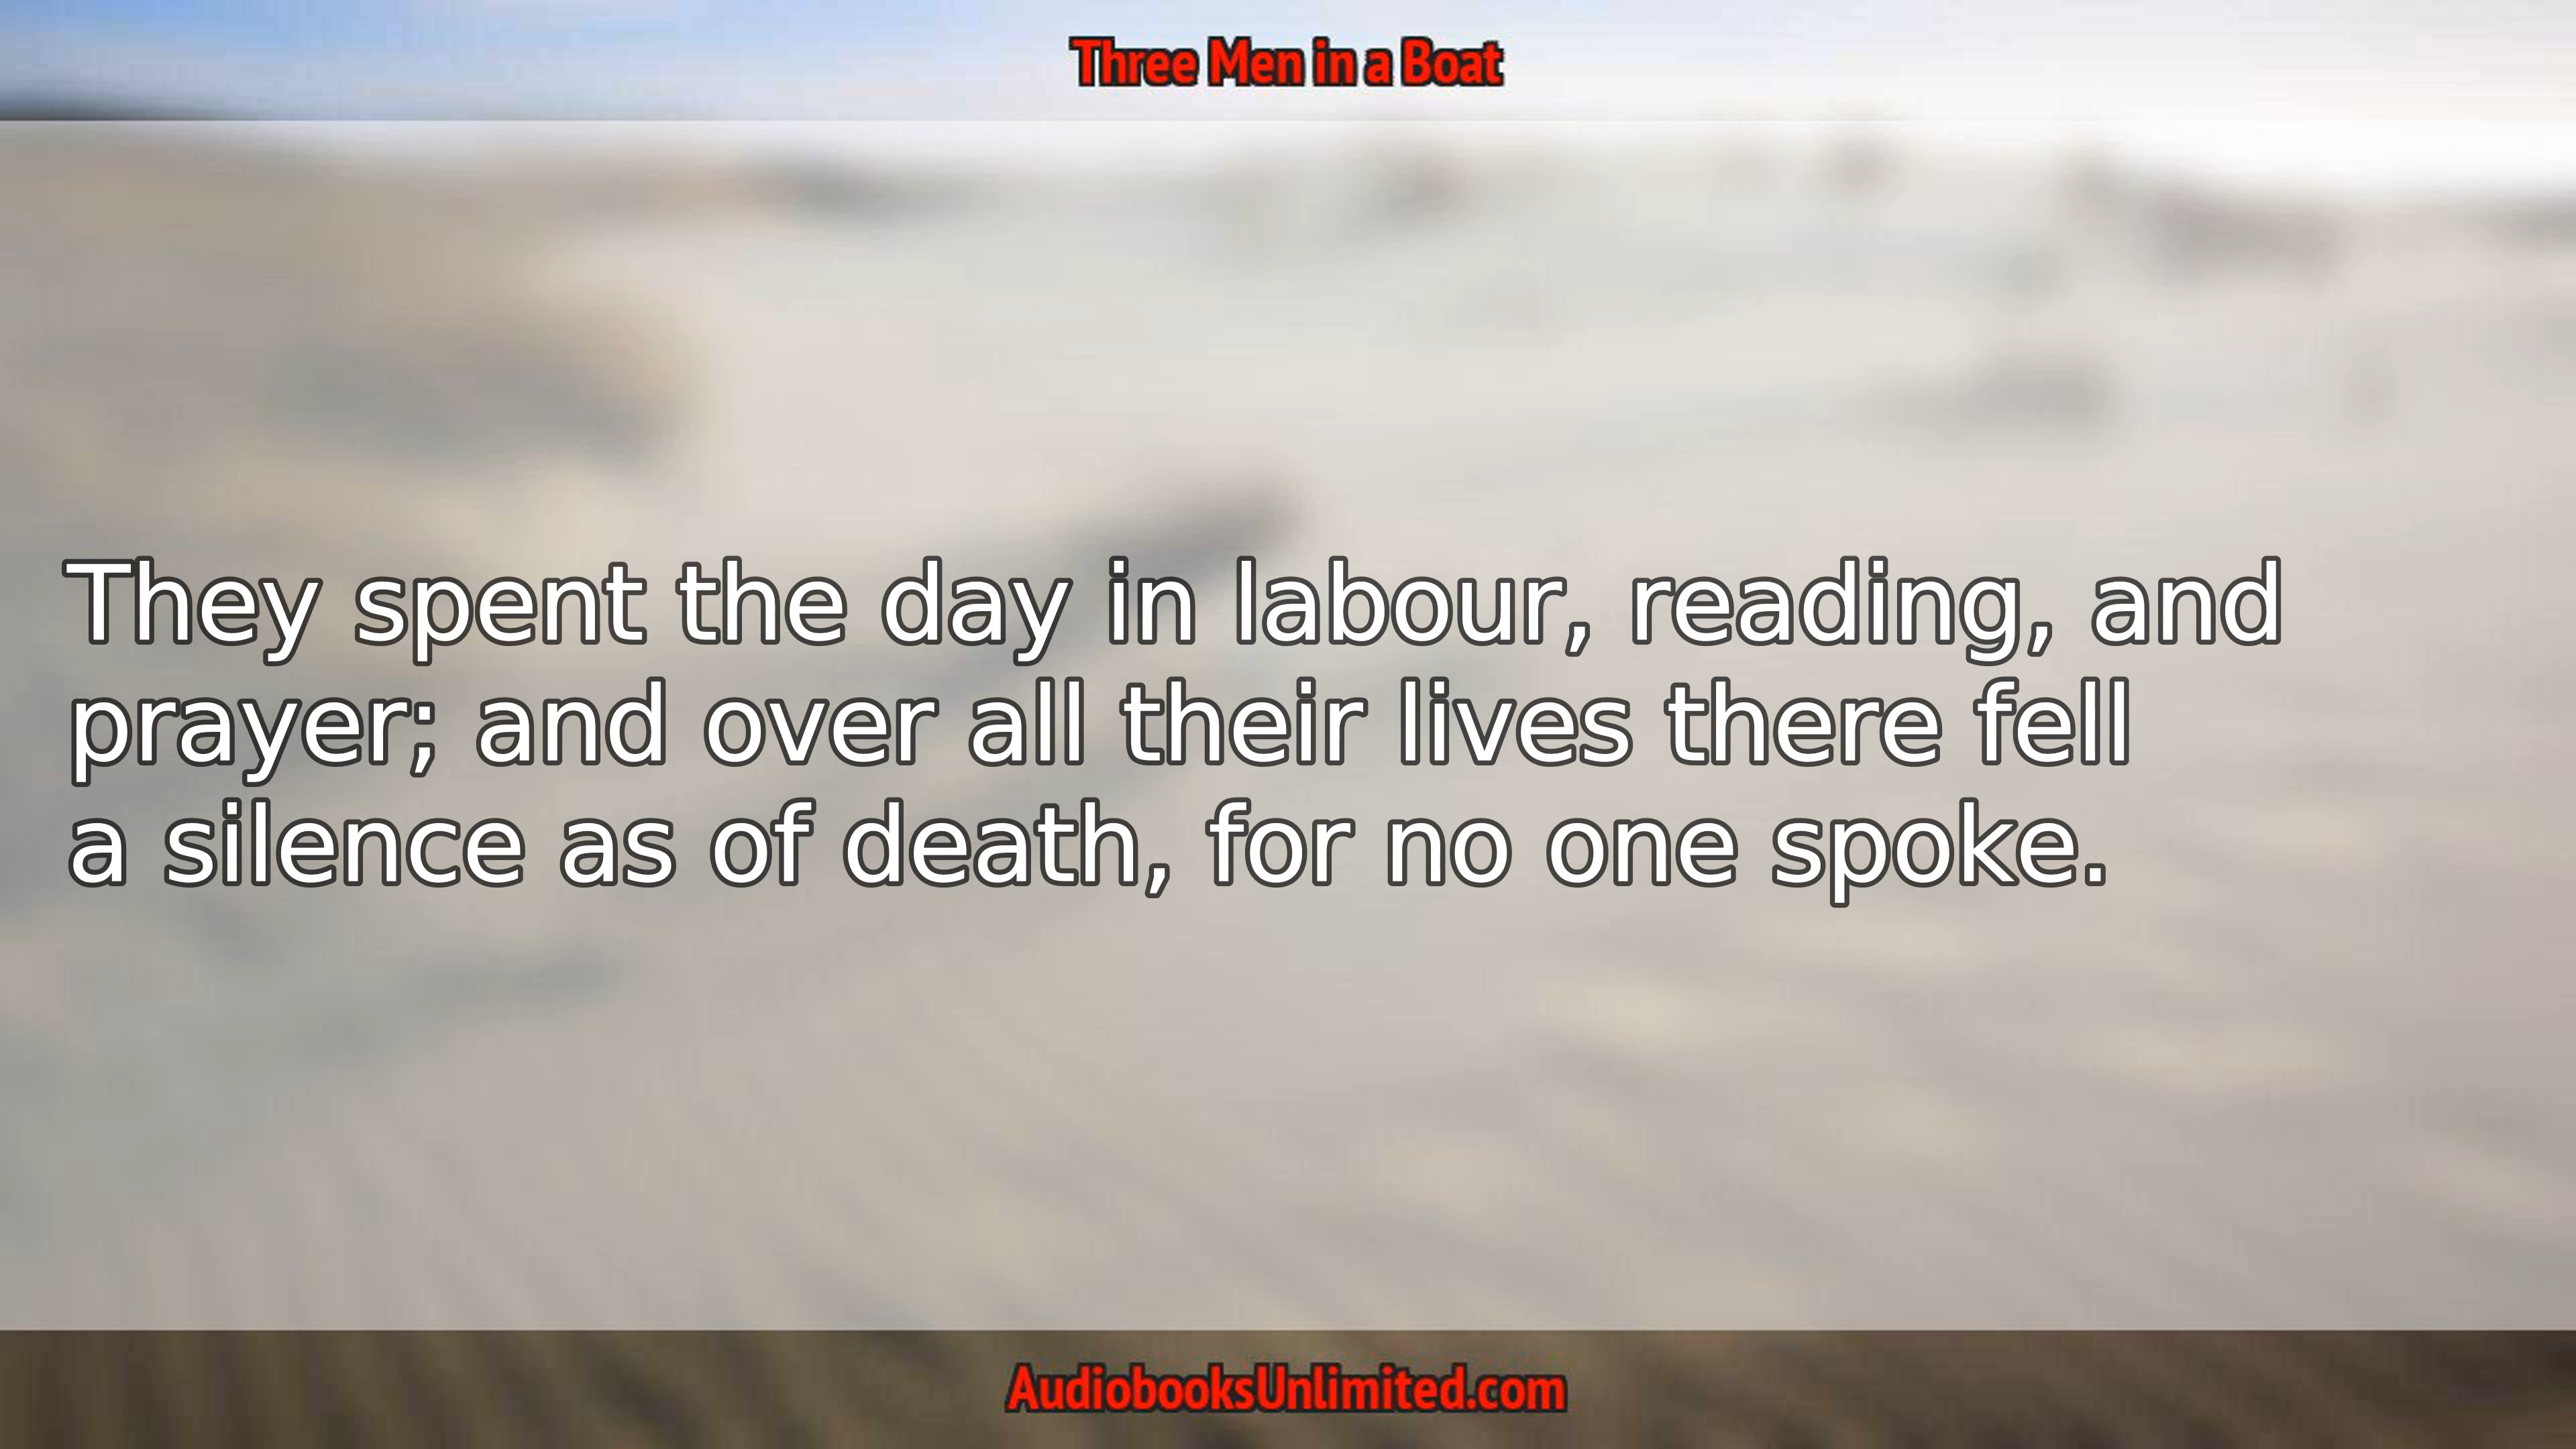 Three Men in a Boat
They spent the day in labour, reading, and
prayer; and over all their lives there fell
a silence as of death, for no one spoke.
AudiobooksUnlimited.com